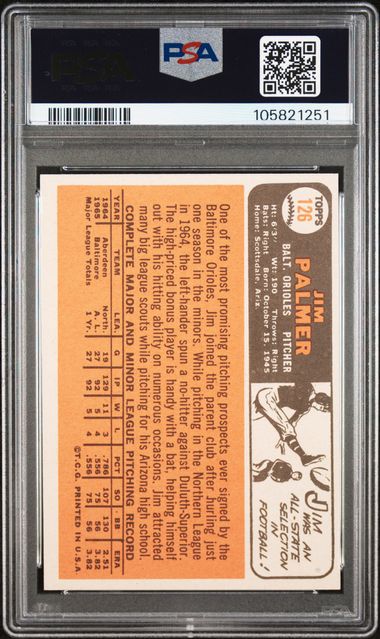 PSA
PSA
105821251
TOPPS
126
JIM
PALMER
BALT. ORIOLES PITCHER
Ht: 6'3" Wt: 190 Throws: Right
Bats: Right Born: October 15, 1945
Home: Scottsdale, Ariz.
JIM
WAS AN
ALL-STATE
SELECTION
IN
FOOTBALL!
One of the most promising pitching prospects ever signed by the
Baltimore Orioles, Jim joined the parent club after hurling just
one season in the minors. While pitching in the Northern League
in 1964, the left-hander spun a no-hitter against Duluth-Superior.
The high-priced bonus player is handy with a bat, helping himself
out with his hitting ability on numerous occasions. Jim attracted
many big league scouts while pitching for his Arizona high school.
COMPLETE MAJOR AND MINOR LEAGUE PITCHING RECORD
YEAR TEAM LEA. G IP W L PCT SO BB ERA
1964 Aberdeen North. 19 129 11 3 .786 107 130 2.51
1965 Baltimore A. L. 27 92 5 4 .556 75 56 3.82
Major League Totals 1 Yr. 27 92 5 4 .556 75 56 3.82
©T.C.G. PRINTED IN U.S.A.